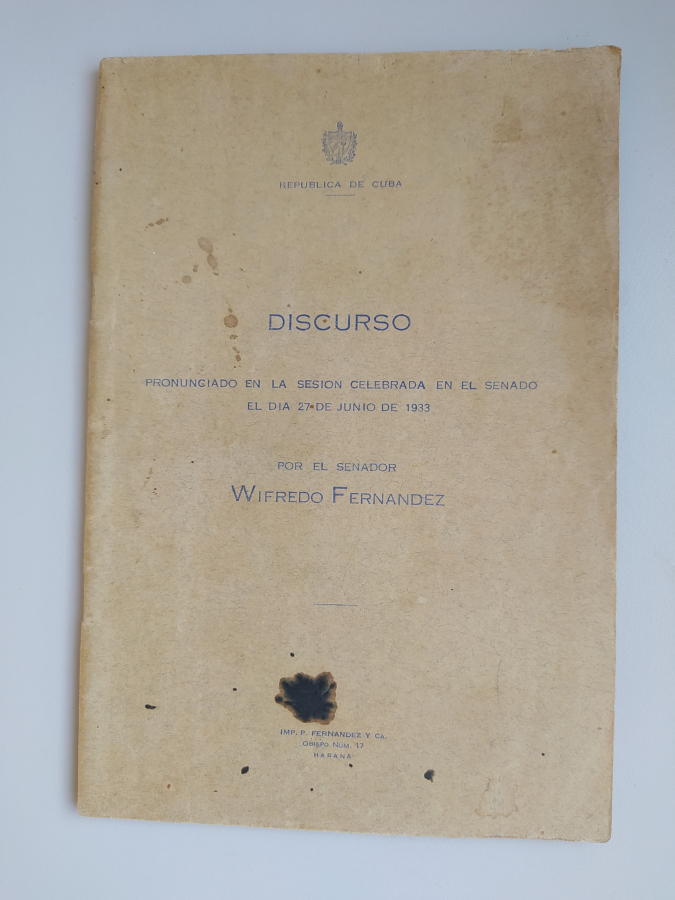 REPUBLICA DE CUBA
DISCURSO
PRONUNCIADO EN LA SESION CELEBRADA EN EL SENADO
EL DIA 27 DE JUNIO DE 1933
POR EL SENADOR
WIFREDO FERNANDEZ
IMP. P. FERNANDEZ Y CA.
OBISPO NUM. 17
HABANA